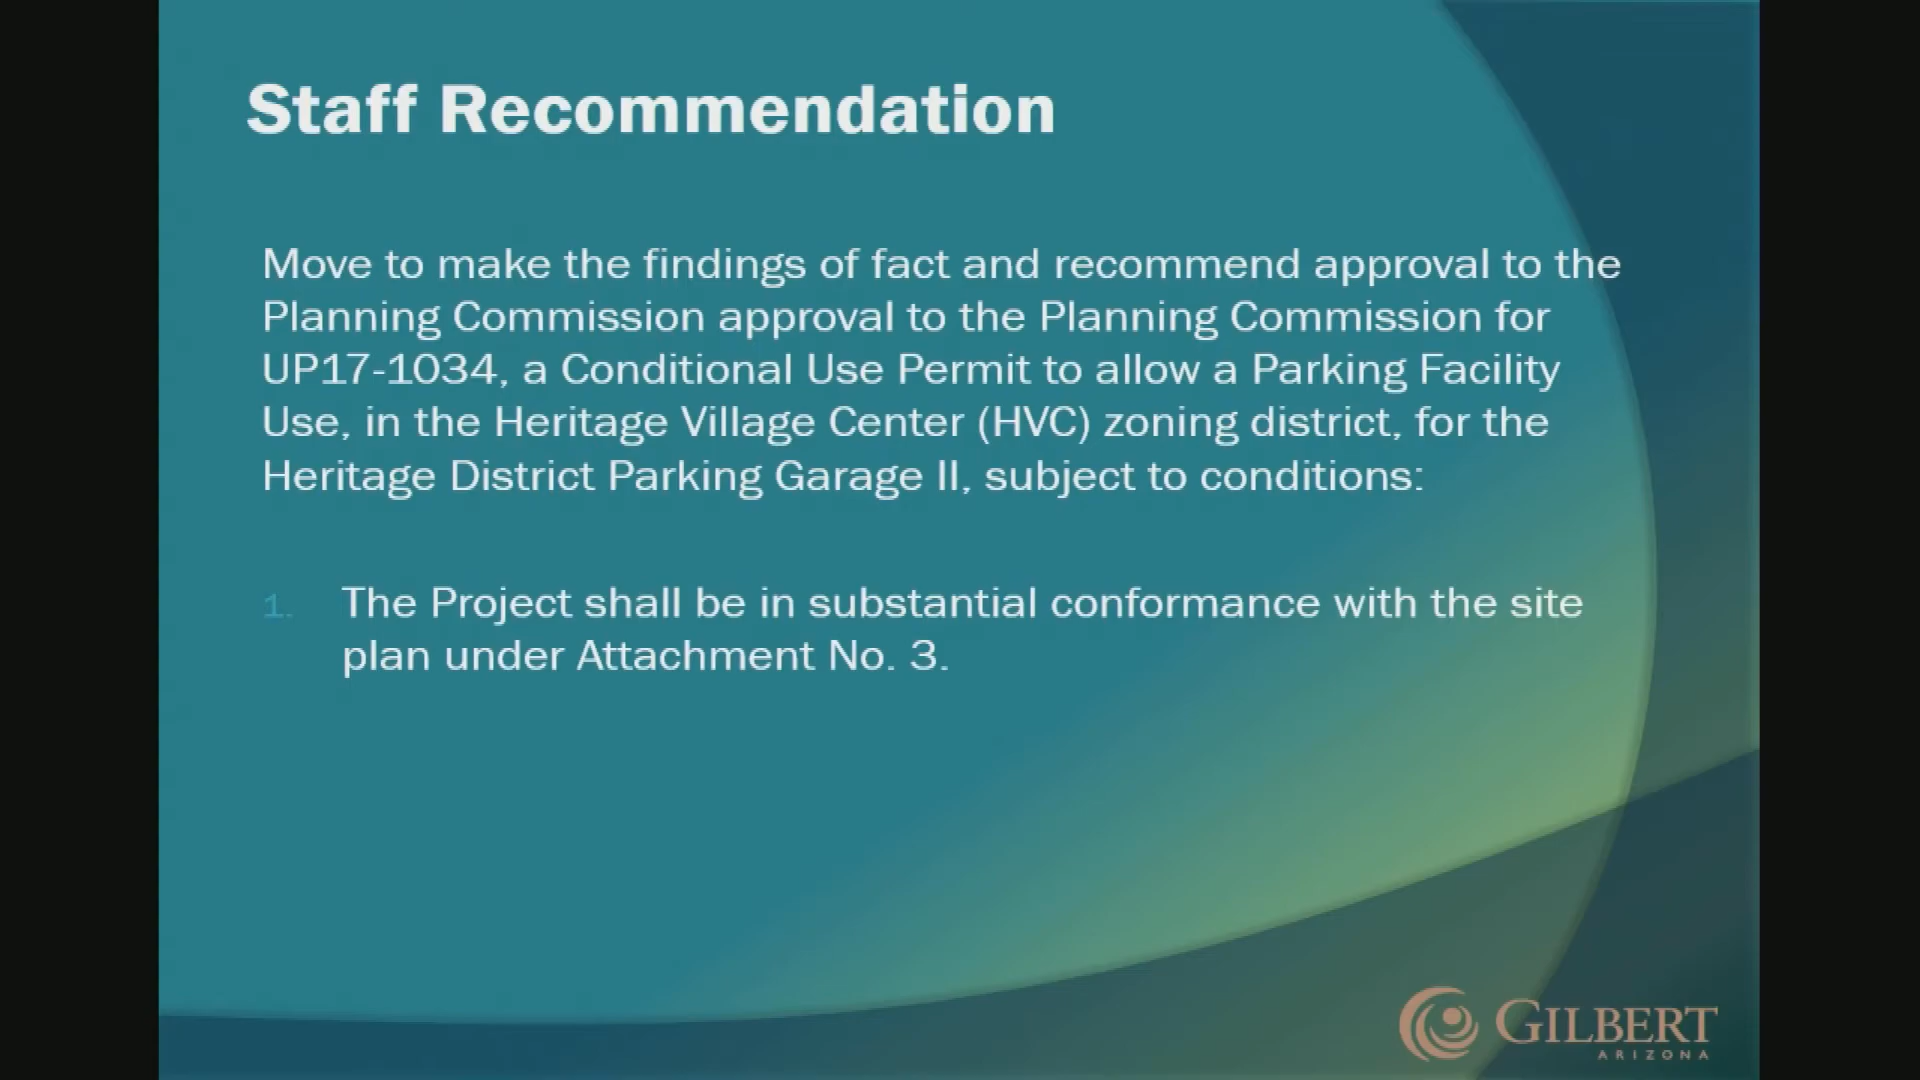 Staff Recommendation
Move to make the findings of fact and recommend approval to the
Planning Commission approval to the Planning Commission for
UP17-1034, a Conditional Use Permit to allow a Parking Facility
Use, in the Heritage Village Center (HVC) zoning district, for the
Heritage District Parking Garage II, subject to conditions:
1. The Project shall be in substantial conformance with the site
plan under Attachment No. 3.
GILBERT
ARIZONA